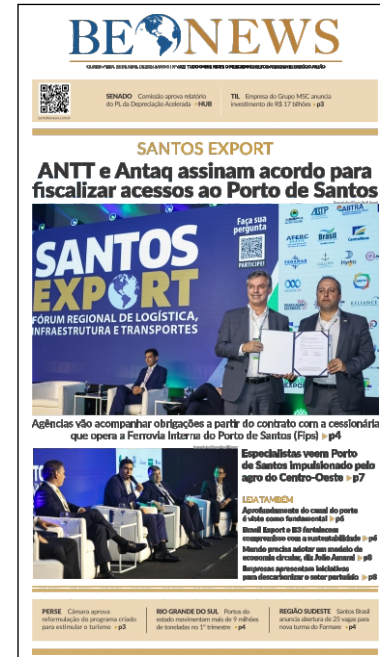 BE NEWS
SENADO Comissão aprova relatório
do PL da Depreciação Acelerada HUB
TIL Empresa do Grupo MSC anuncia
investimento de R$ 17 bilhões p3
SANTOS EXPORT
ANTT e Antaq assinam acordo para
fiscalizar acessos ao Porto de Santos
Faça sua
pergunta
PARTICIPE!
SANTOS
EXPORT
FÓRUM REGIONAL DE LOGÍSTICA,
INFRAESTRUTURA E TRANSPORTES
ASTP
ABTRA
Brasil
Hydro
Agências vão acompanhar obrigações a partir do contrato com a cessionária
que opera a Ferrovia Interna do Porto de Santos (Fips) p4
Especialistas veem Porto
de Santos impulsionado pelo
agro do Centro-Oeste p7
LEIA TAMBÉM
Aprofundamento do canal do porto
é visto como fundamental p5
Brasil Export e B3 fortalecem
compromisso com a sustentabilidade p6
Mundo precisa adotar um modelo de
economia circular, diz João Amaral p8
Empresas apresentam iniciativas
para descarbonizar o setor portuário p8
PERSE Câmara aprova
reformulação do programa criado
para estimular o turismo p3
RIO GRANDE DO SUL Portos do
estado movimentam mais de 9 milhões
de toneladas no 1º trimestre p4
REGIÃO SUDESTE Santos Brasil
anuncia abertura de 25 vagas para
nova turma do Formare p4